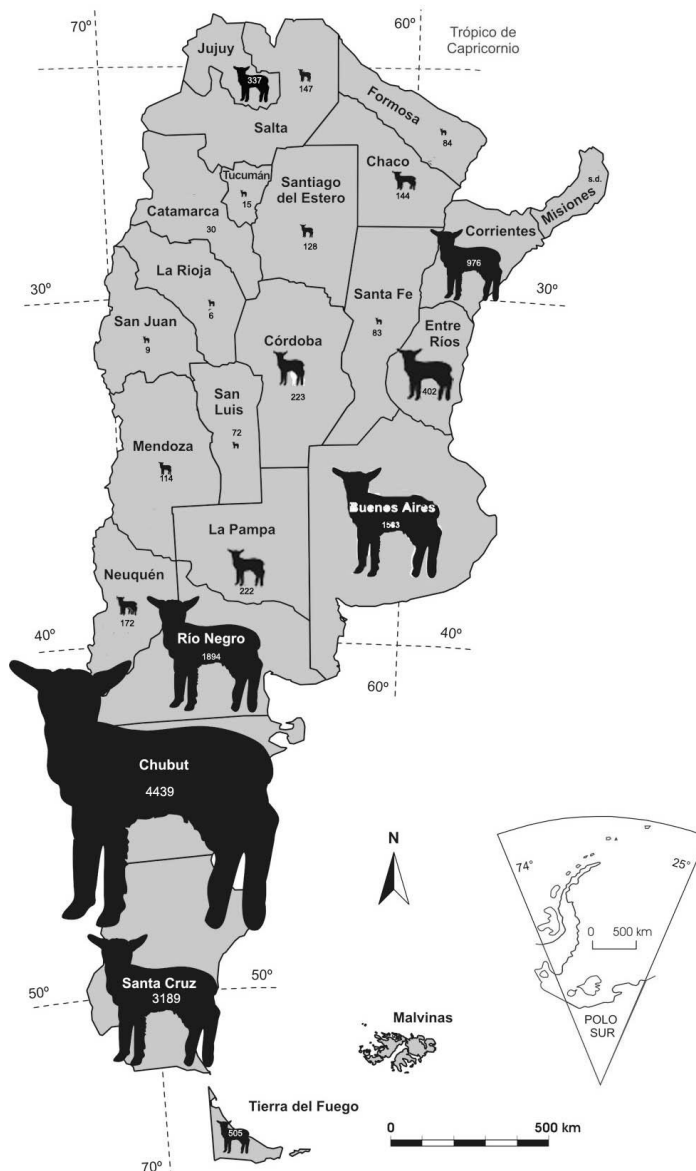 70º
60º
Trópico de
Capricornio
Jujuy
337
147
Salta
Formosa
84
Chaco
144
Tucumán
15
Santiago
del Estero
128
Catamarca
30
Misiones
s.d.
Corrientes
976
La Rioja
6
30º
30º
San Juan
9
Santa Fe
83
Entre
Ríos
402
Córdoba
223
San
Luis
72
Mendoza
114
Buenos Aires
1563
La Pampa
222
Neuquén
172
40º
40º
60º
Río Negro
1894
Chubut
4439
N
74º
25º
0 500 km
POLO
SUR
Santa Cruz
3189
50º
50º
Malvinas
Tierra del Fuego
505
0 500 km
70º